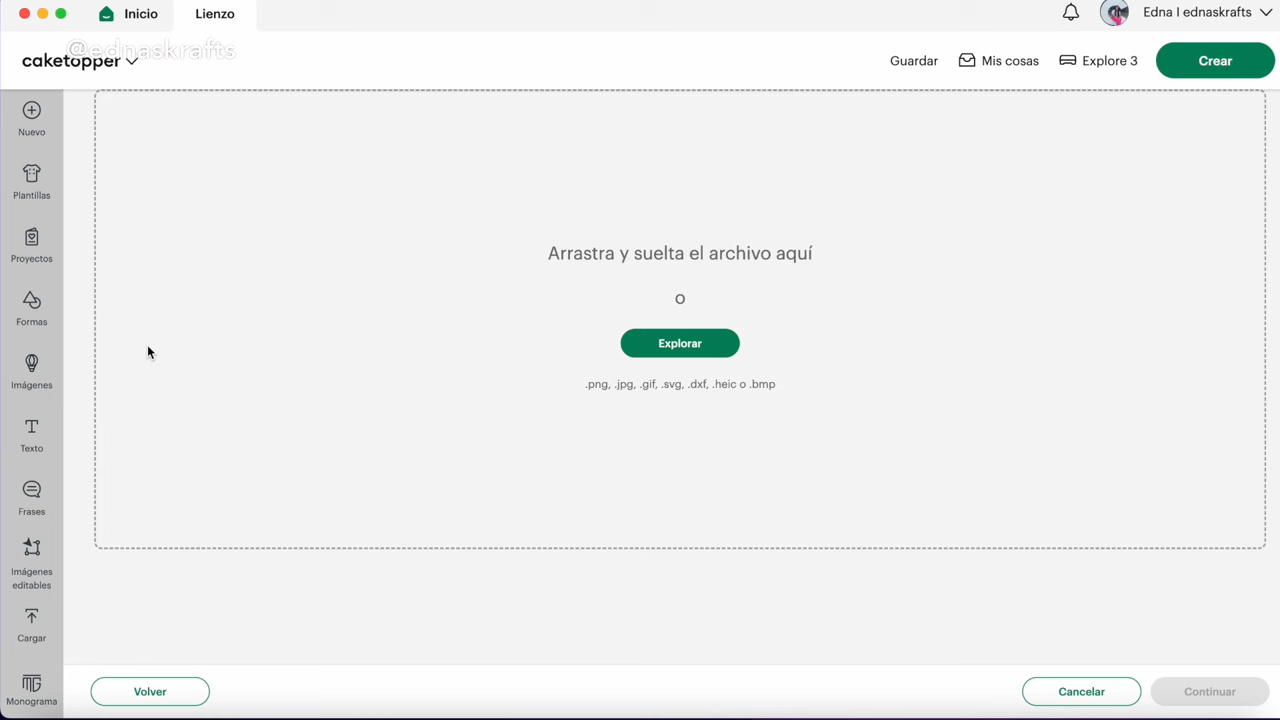 Inicio
Lienzo
Edna I ednaskrafts
@ednaskrafts
caketopper
Guardar
Mis cosas
Explore 3
Crear
Nuevo
Plantillas
Proyectos
Formas
Imágenes
Texto
Frases
Imágenes
editables
Cargar
Monograma
Arrastra y suelta el archivo aquí
O
Explorar
.png, .jpg, .gif, .svg, .dxf, .heic o .bmp
Volver
Cancelar
Continuar